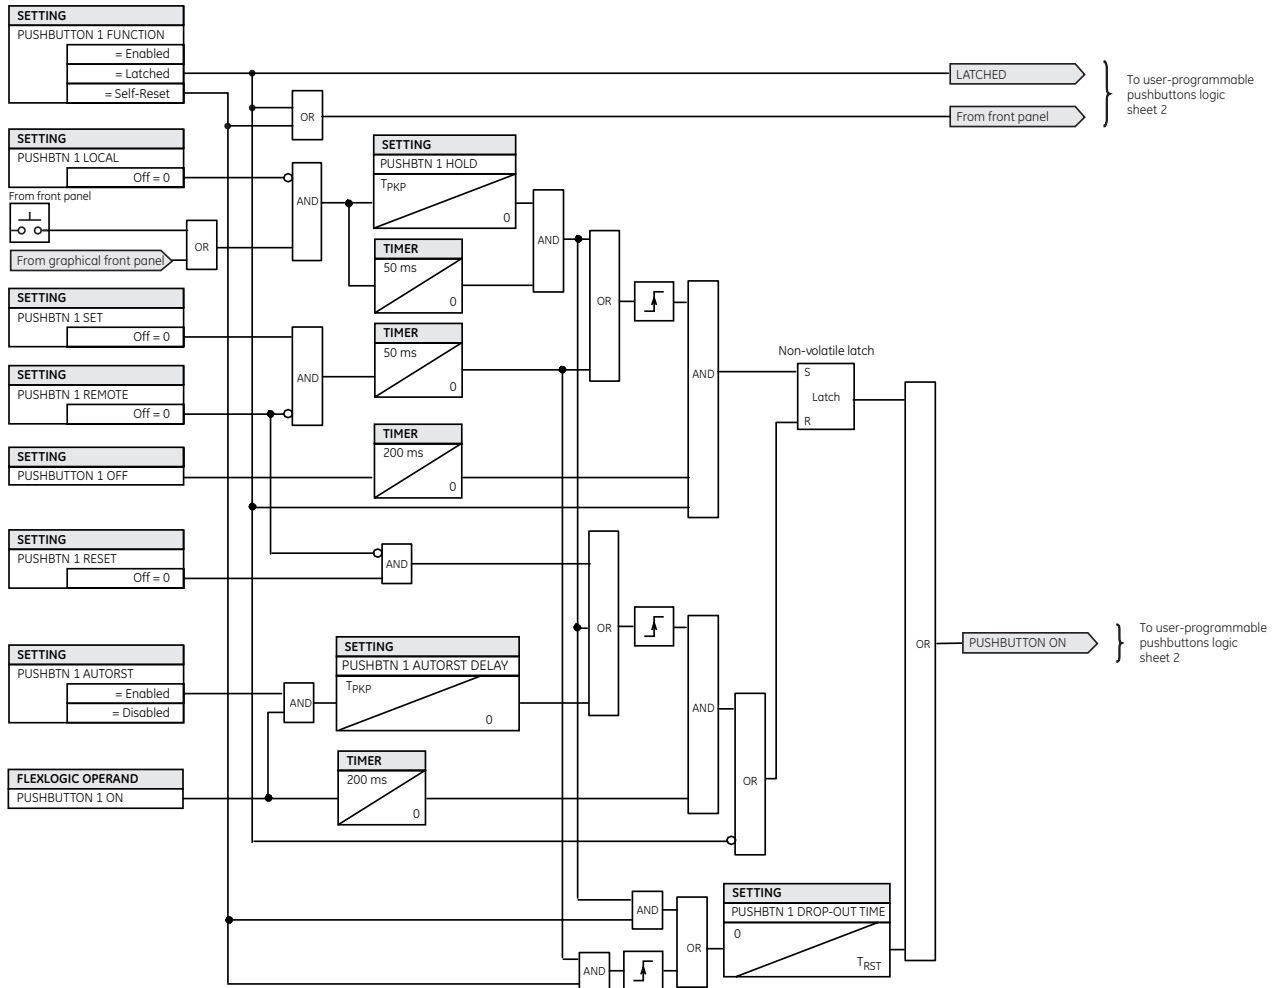 SETTING
PUSHBUTTON 1 FUNCTION
= Enabled
= Latched
= Self-Reset
LATCHED
From front panel
To user-programmable
pushbuttons logic
sheet 2
OR
SETTING
PUSHBTN 1 LOCAL
Off = 0
From front panel
From graphical front panel
OR
AND
SETTING
PUSHBTN 1 HOLD
TPKP
0
TIMER
50 ms
0
AND
OR
SETTING
PUSHBTN 1 SET
Off = 0
SETTING
PUSHBTN 1 REMOTE
Off = 0
AND
TIMER
50 ms
0
SETTING
PUSHBUTTON 1 OFF
TIMER
200 ms
0
AND
Non-volatile latch
S
Latch
R
SETTING
PUSHBTN 1 RESET
Off = 0
AND
OR
SETTING
PUSHBTN 1 AUTORST
= Enabled
= Disabled
AND
SETTING
PUSHBTN 1 AUTORST DELAY
TPKP
0
AND
OR
PUSHBUTTON ON
To user-programmable
pushbuttons logic
sheet 2
FLEXLOGIC OPERAND
PUSHBUTTON 1 ON
TIMER
200 ms
0
OR
AND
AND
OR
SETTING
PUSHBTN 1 DROP-OUT TIME
0
TRST